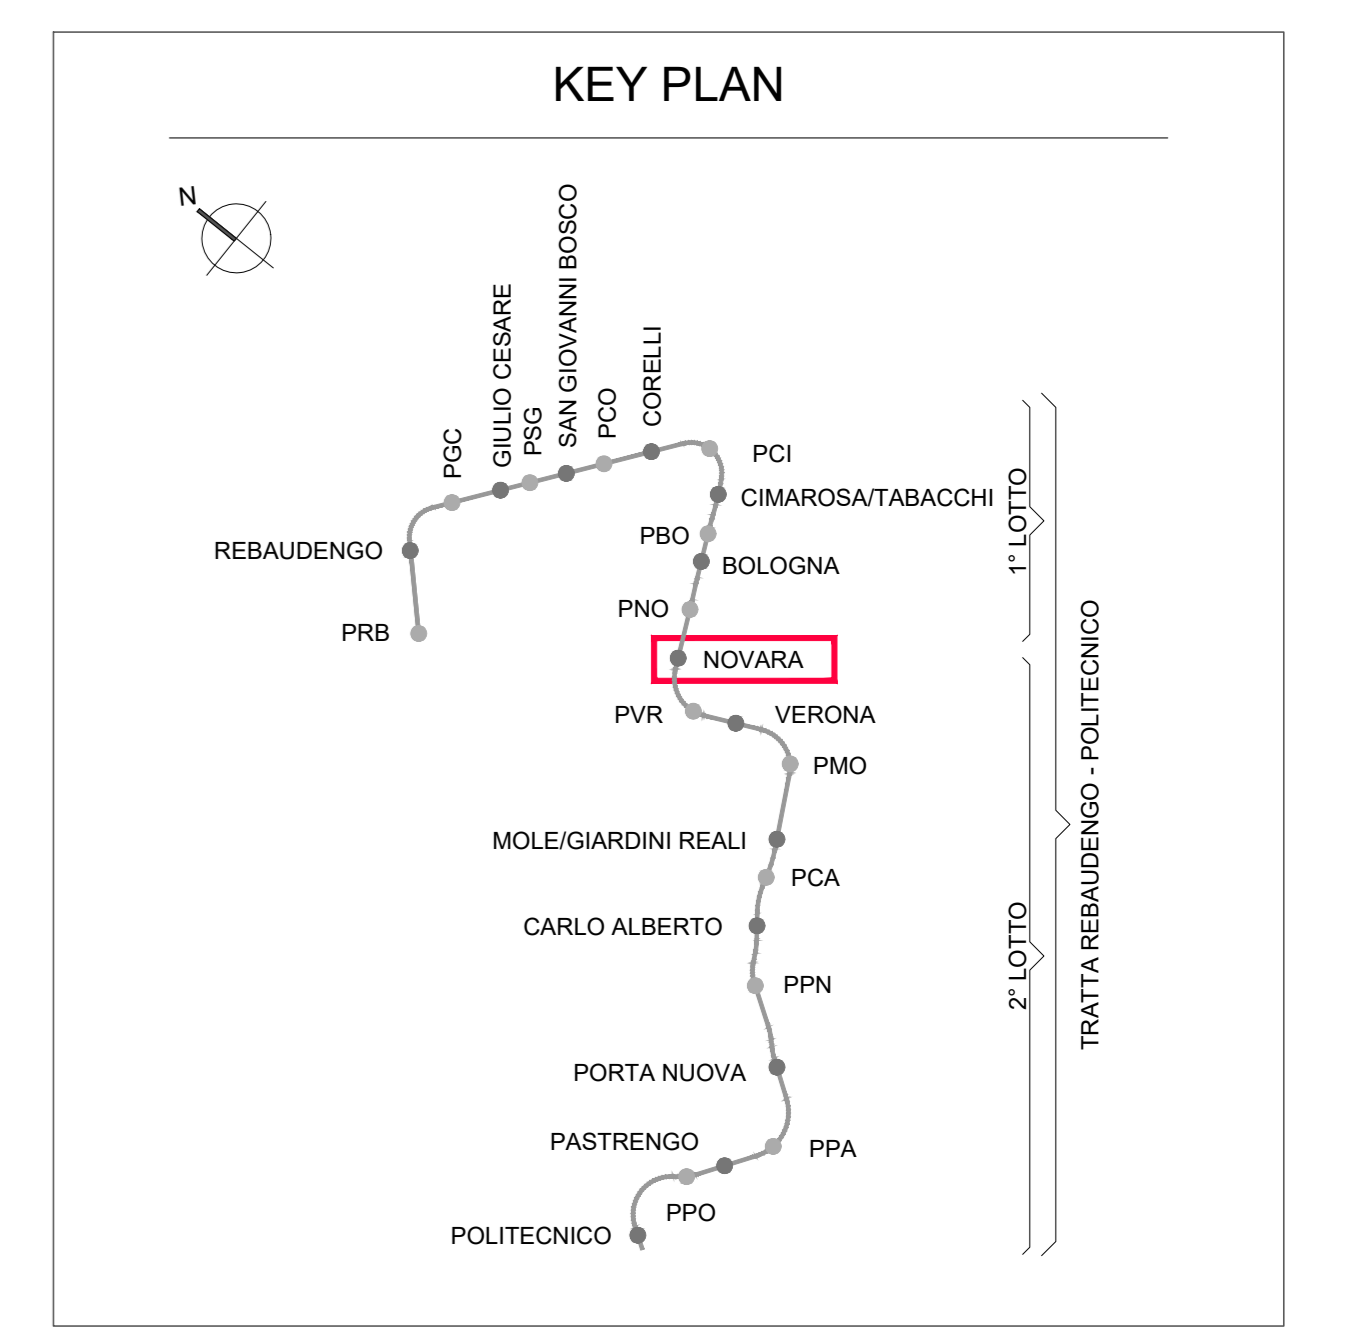 KEY PLAN
N
PGC
GIULIO CESARE
PSG
SAN GIOVANNI BOSCO
PCO
CORELLI
PCI
CIMAROSA/TABACCHI
PBO
REBAUDENGO
BOLOGNA
PNO
PRB
NOVARA
PVR
VERONA
PMO
MOLE/GIARDINI REALI
PCA
CARLO ALBERTO
PPN
PORTA NUOVA
PASTRENGO
PPA
PPO
POLITECNICO
1° LOTTO
2° LOTTO
TRATTA REBAUDENGO - POLITECNICO